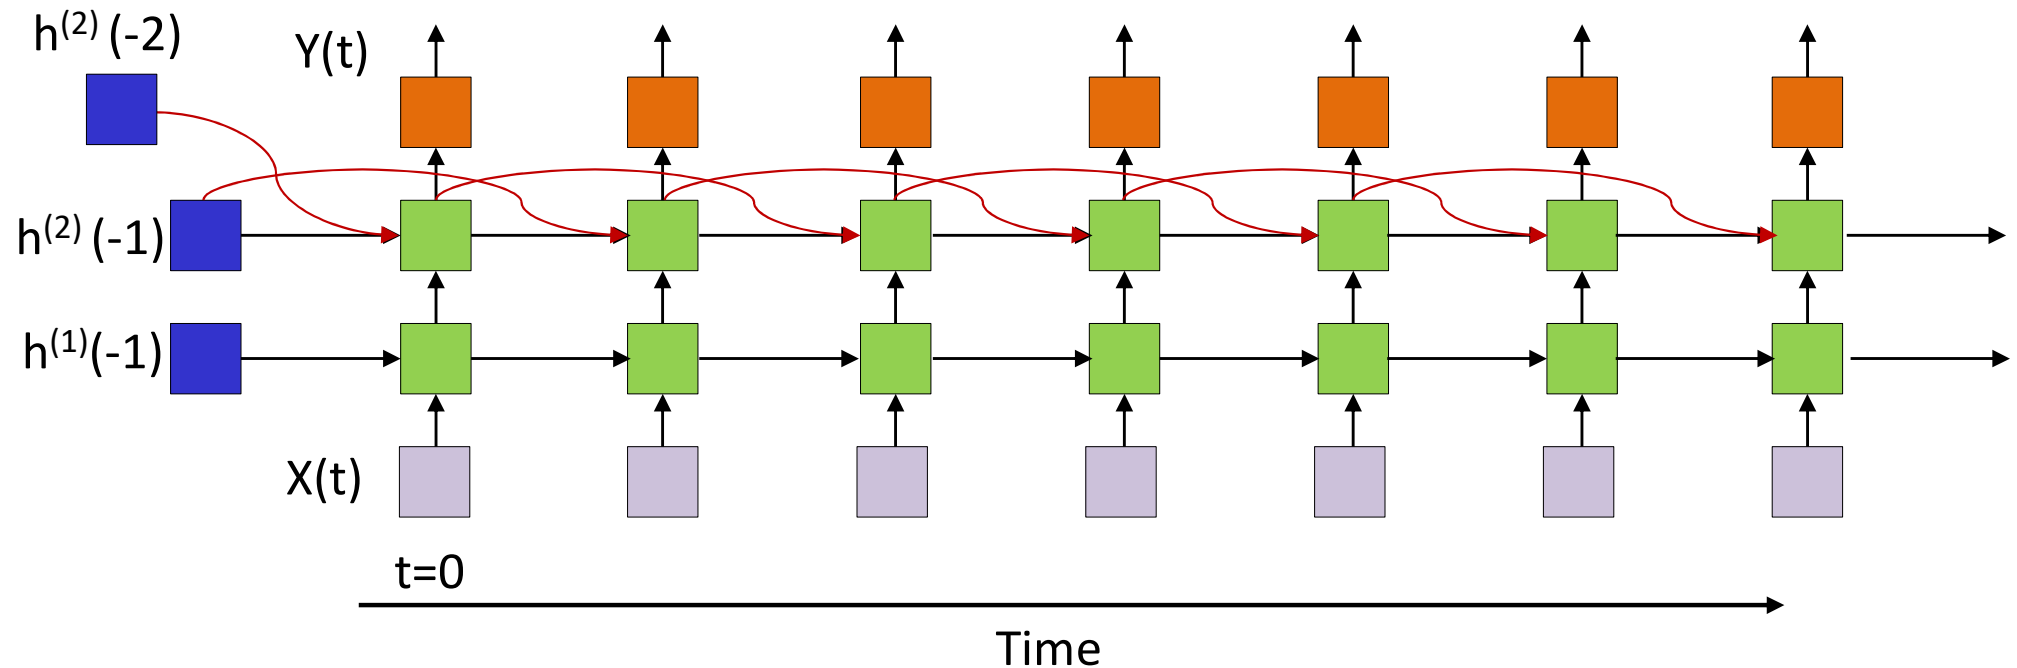 h⁽²⁾ (-2)
Y(t)
h⁽²⁾ (-1)
h⁽¹⁾(-1)
X(t)
t=0
Time